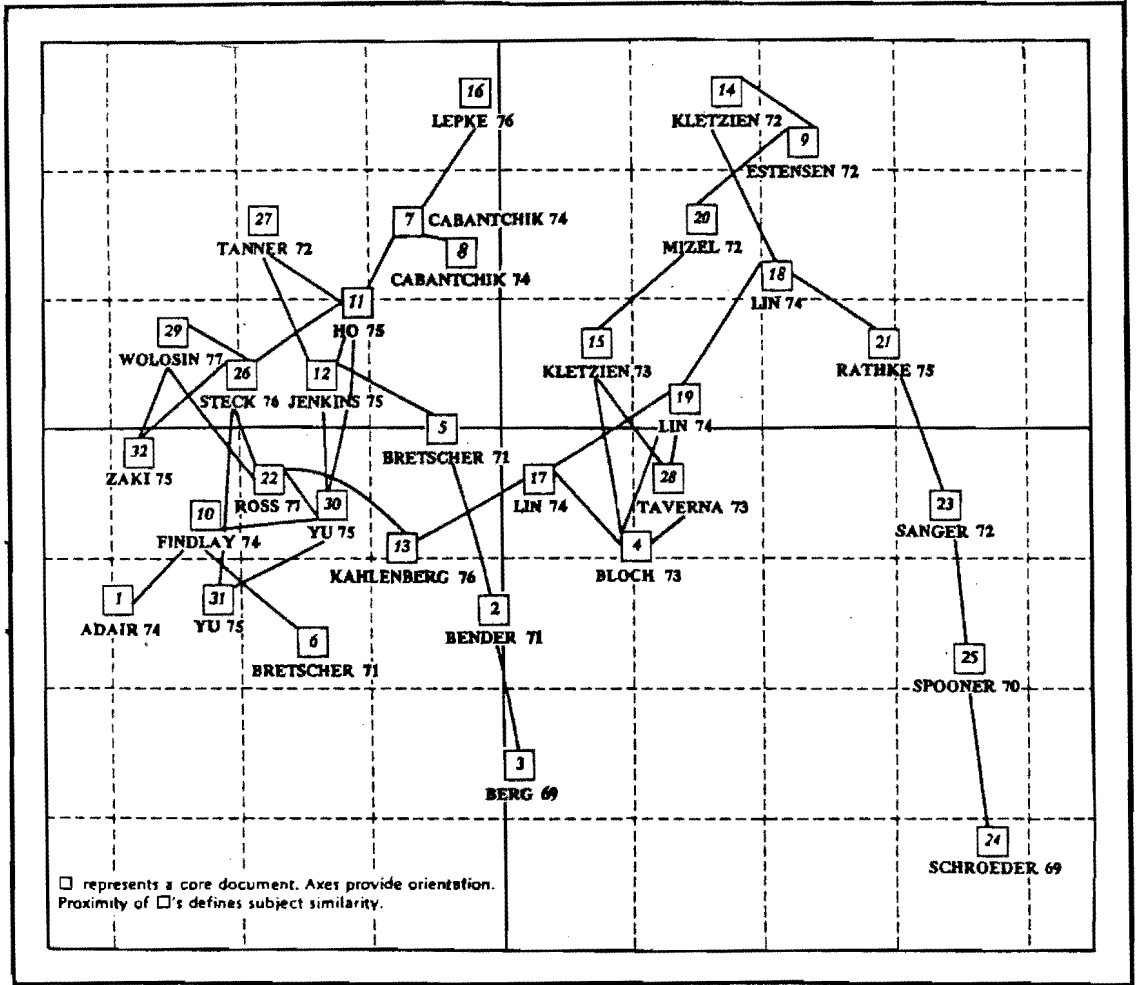 16
LEPKE 76
14
KLETZIEN 72
9
ESTENSEN 72
27
TANNER 72
7
CABANTCHIK 74
8
CABANTCHIK 74
20
MIZEL 72
18
LIN 74
11
HO 75
29
WOLOSIN 77
26
STECK 76
12
JENKINS 75
15
KLETZIEN 73
21
RATHKE 75
19
LIN 74
5
BRETSCHER 71
32
ZAKI 75
22
ROSS 77
30
YU 75
17
LIN 74
28
TAVERNA 73
23
SANGER 72
10
FINDLAY 74
13
KAHLENBERG 76
4
BLOCH 73
1
ADAIR 74
31
YU 75
6
BRETSCHER 71
2
BENDER 71
25
SPOONER 70
3
BERG 69
24
SCHROEDER 69
□ represents a core document. Axes provide orientation.
Proximity of □'s defines subject similarity.